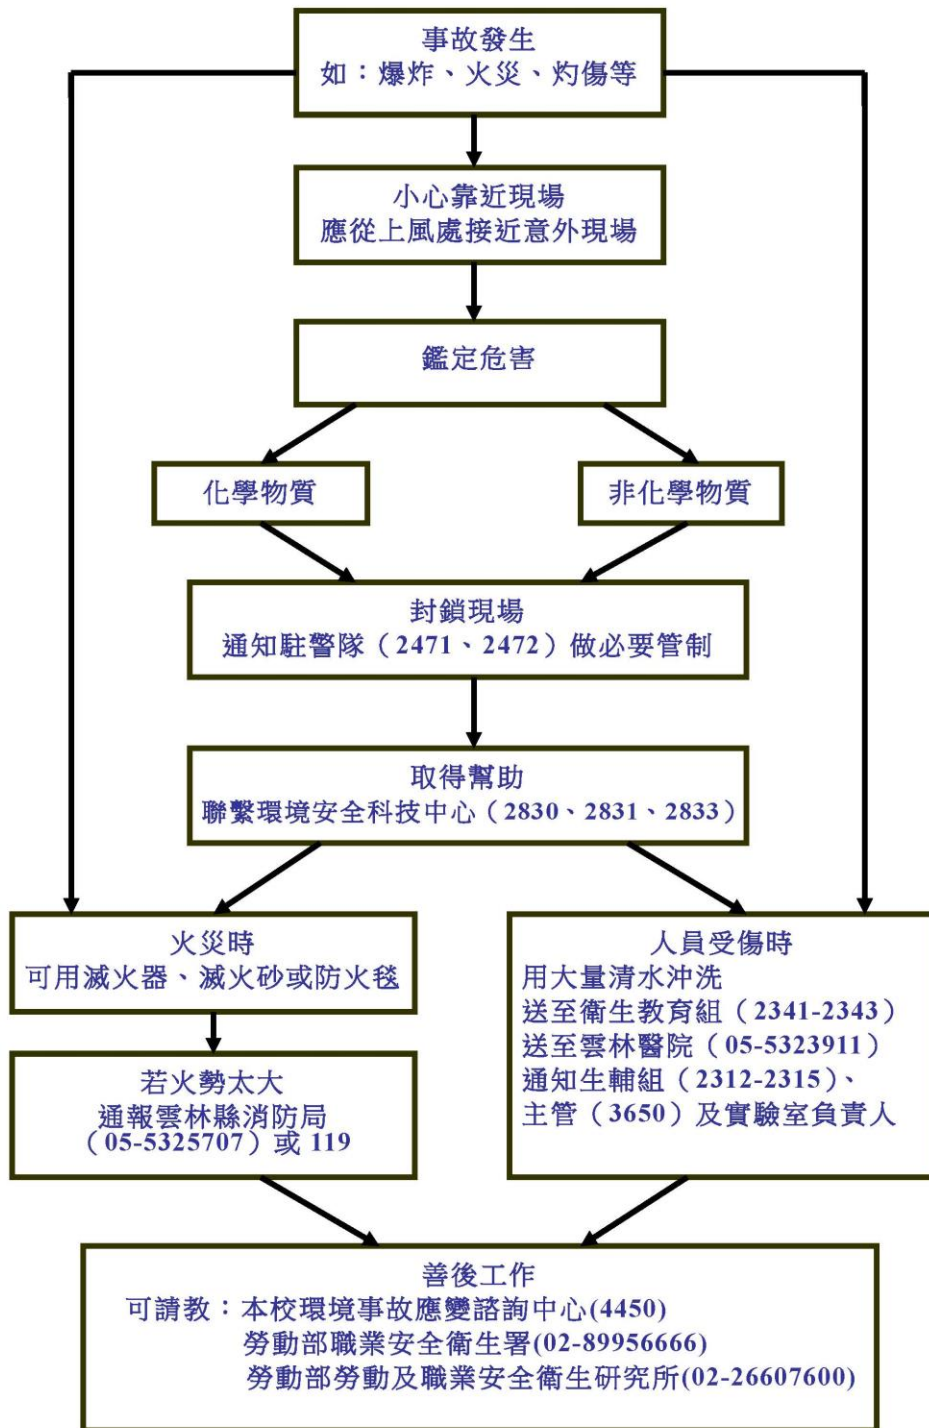 事故發生
如：爆炸、火災、灼傷等
小心靠近現場
應從上風處接近意外現場
鑑定危害
化學物質
非化學物質
封鎖現場
通知駐警隊（2471、2472）做必要管制
取得幫助
聯繫環境安全科技中心（2830、2831、2833）
火災時
可用滅火器、滅火砂或防火毯
若火勢太大
通報雲林縣消防局
（05-5325707）或 119
人員受傷時
用大量清水沖洗
送至衛生教育組（2341-2343）
送至雲林醫院（05-5323911）
通知生輔組（2312-2315）、
主管（3650）及實驗室負責人
善後工作
可請教：本校環境事故應變諮詢中心(4450)
勞動部職業安全衛生署(02-89956666)
勞動部勞動及職業安全衛生研究所(02-26607600)